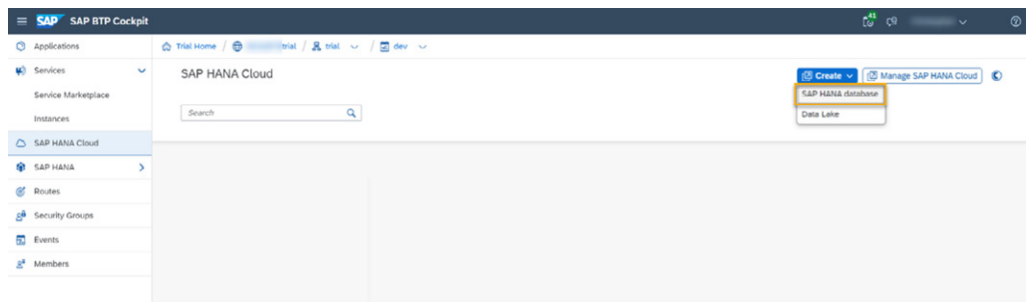 SAP SAP BTP Cockpit
41
Applications
Trial Home / trial / trial / dev
Services
SAP HANA Cloud
Create
Manage SAP HANA Cloud
SAP HANA database
Data Lake
Service Marketplace
Search
Instances
SAP HANA Cloud
SAP HANA
Routes
Security Groups
Events
Members